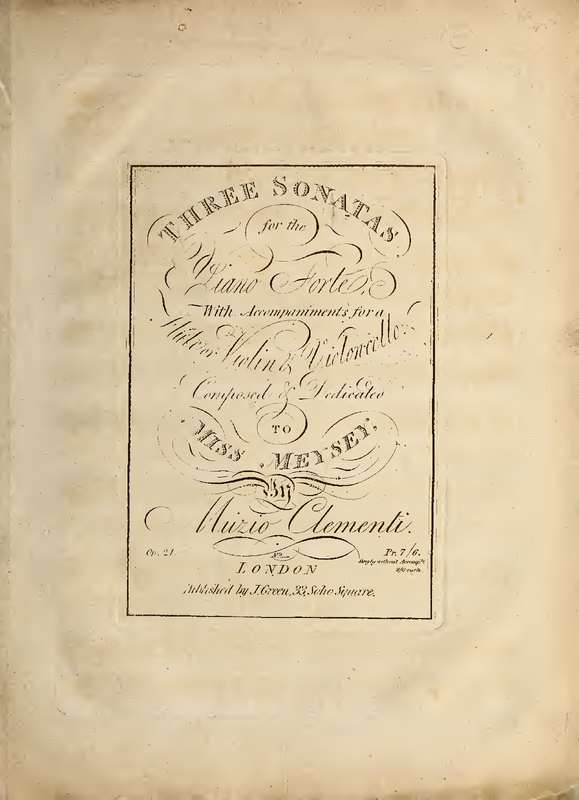 THREE SONATAS
for the
Piano Forte,
With Accompaniments for a
Flute or Violin & Violoncello.
Composed & Dedicated
TO
MISS MEYSEY,
By
Muzio Clementi.
Op. 21.
Pr. 7/6.
LONDON
Published by J. Green, 33, Soho Square.